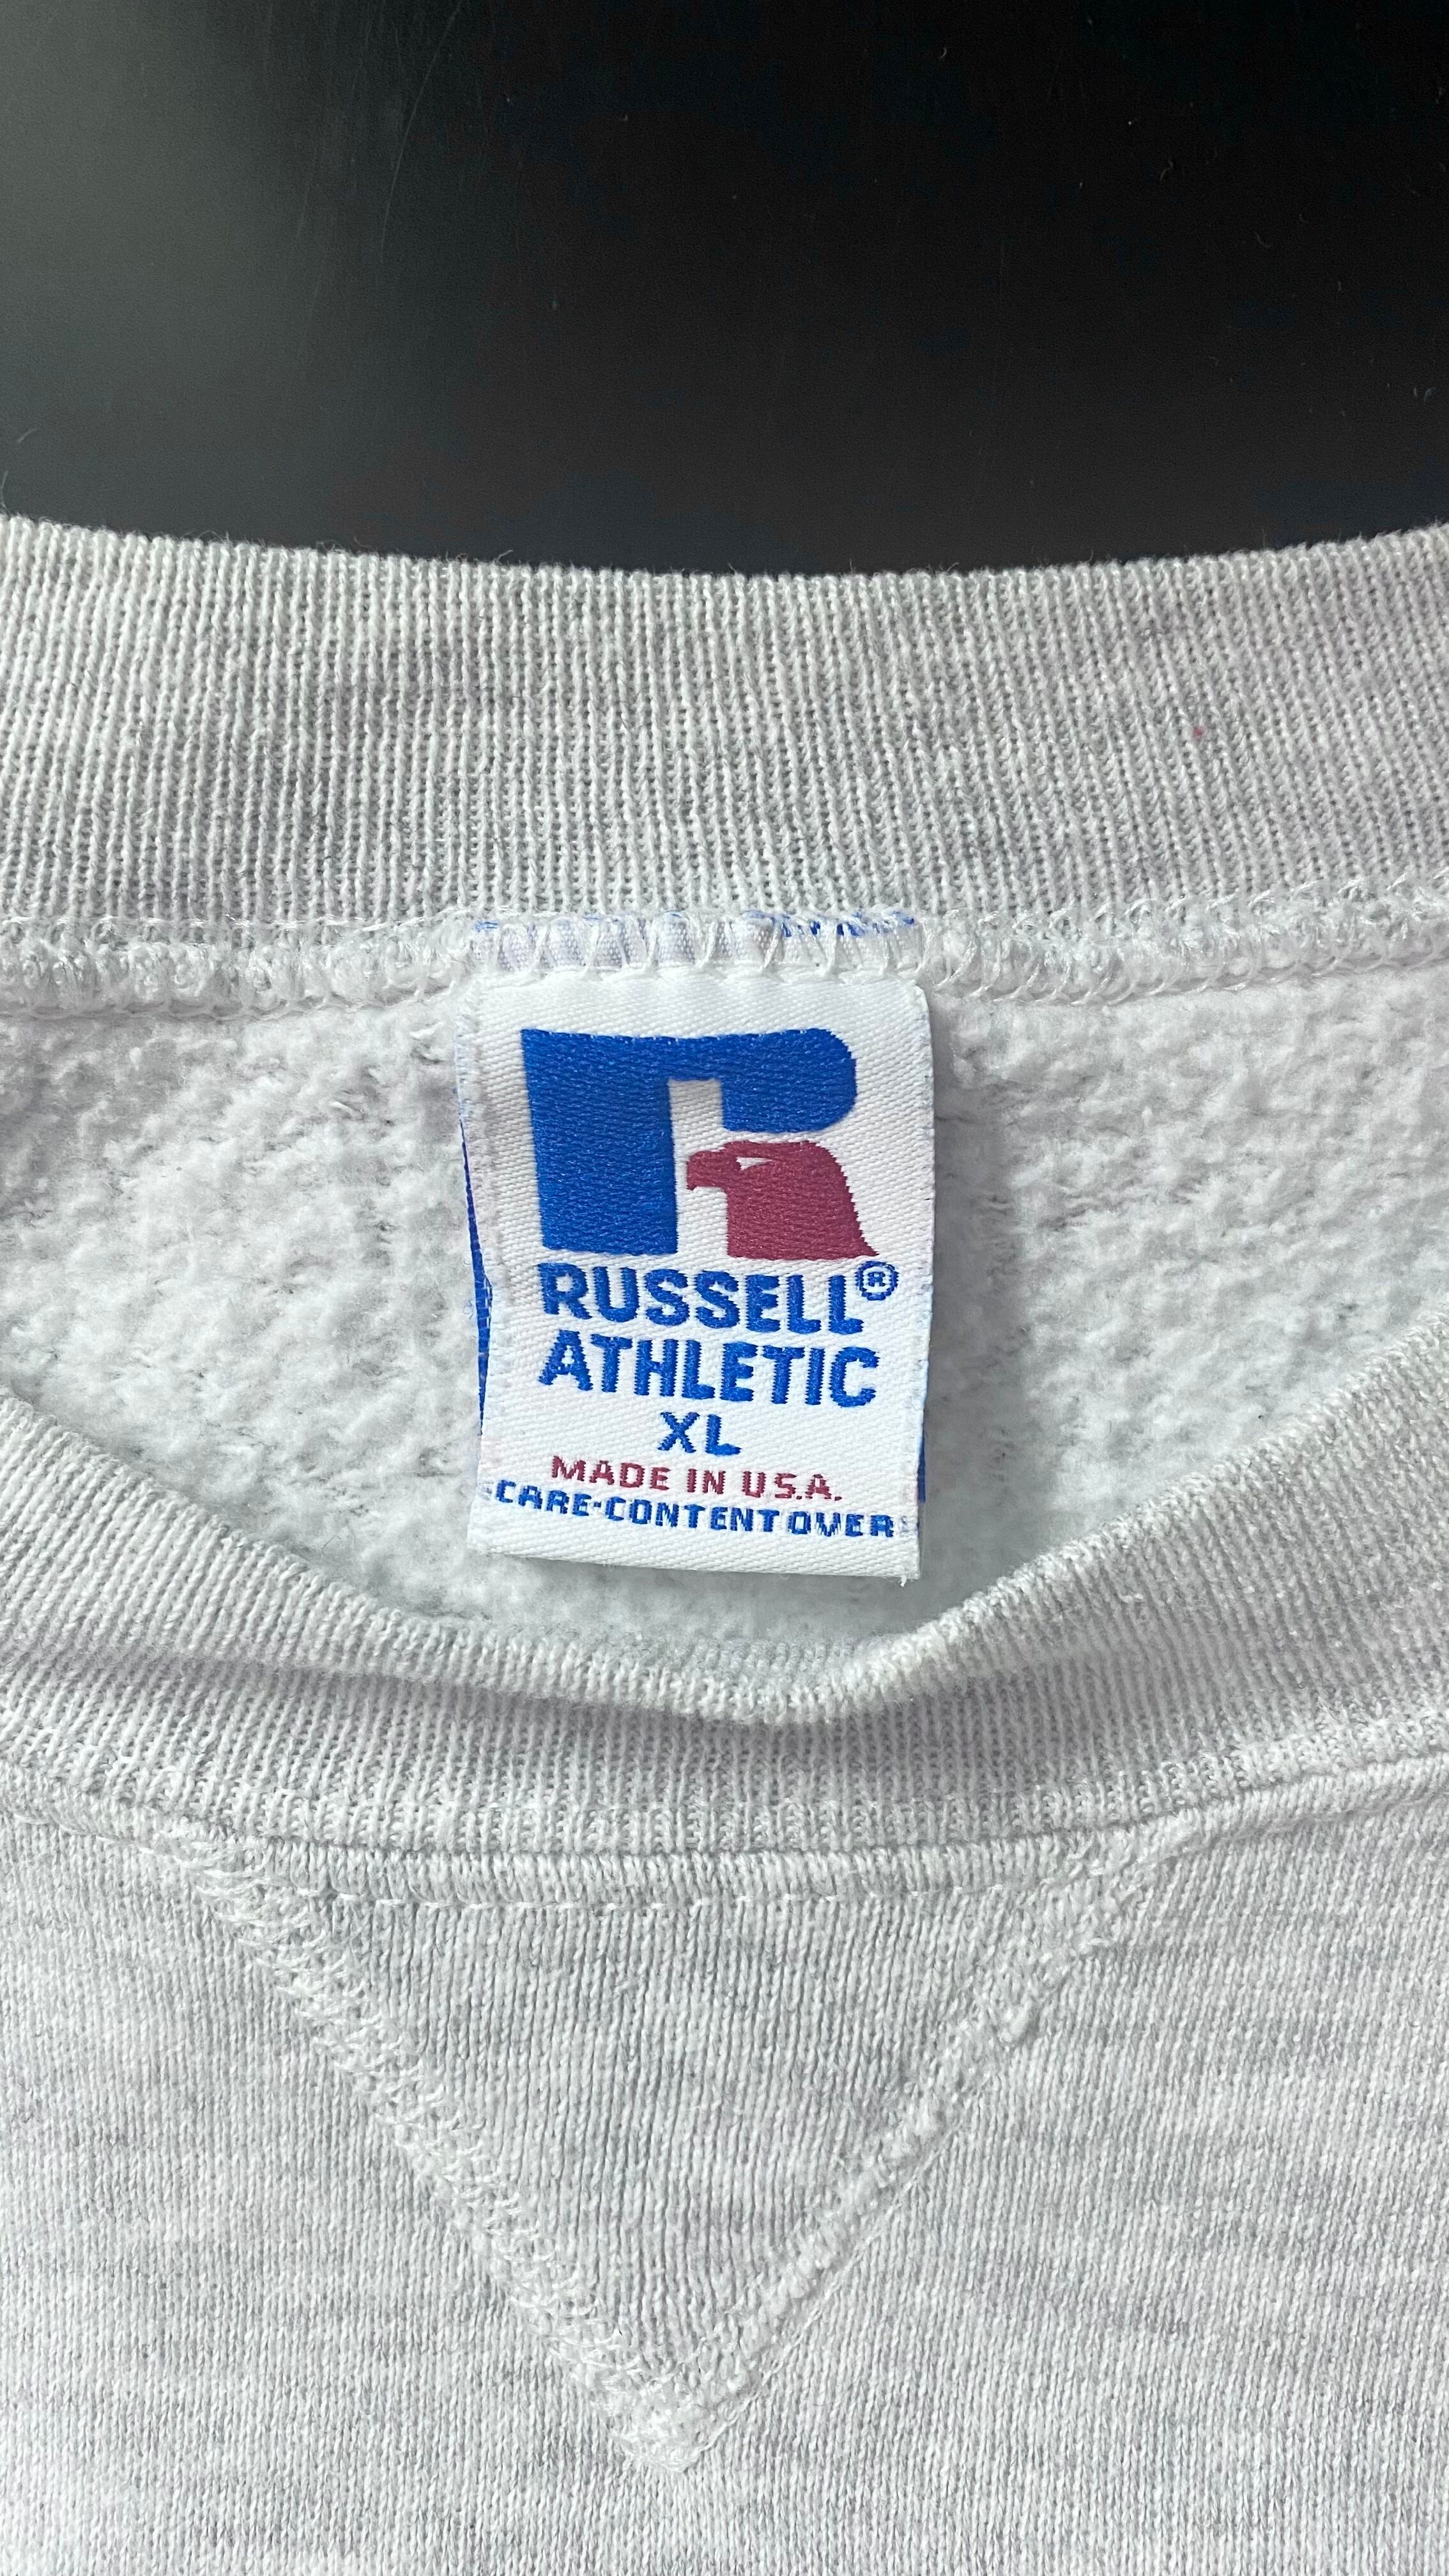 RUSSELL®
ATHLETIC
XL
MADE IN U.S.A.
CARE·CONTENT OVER